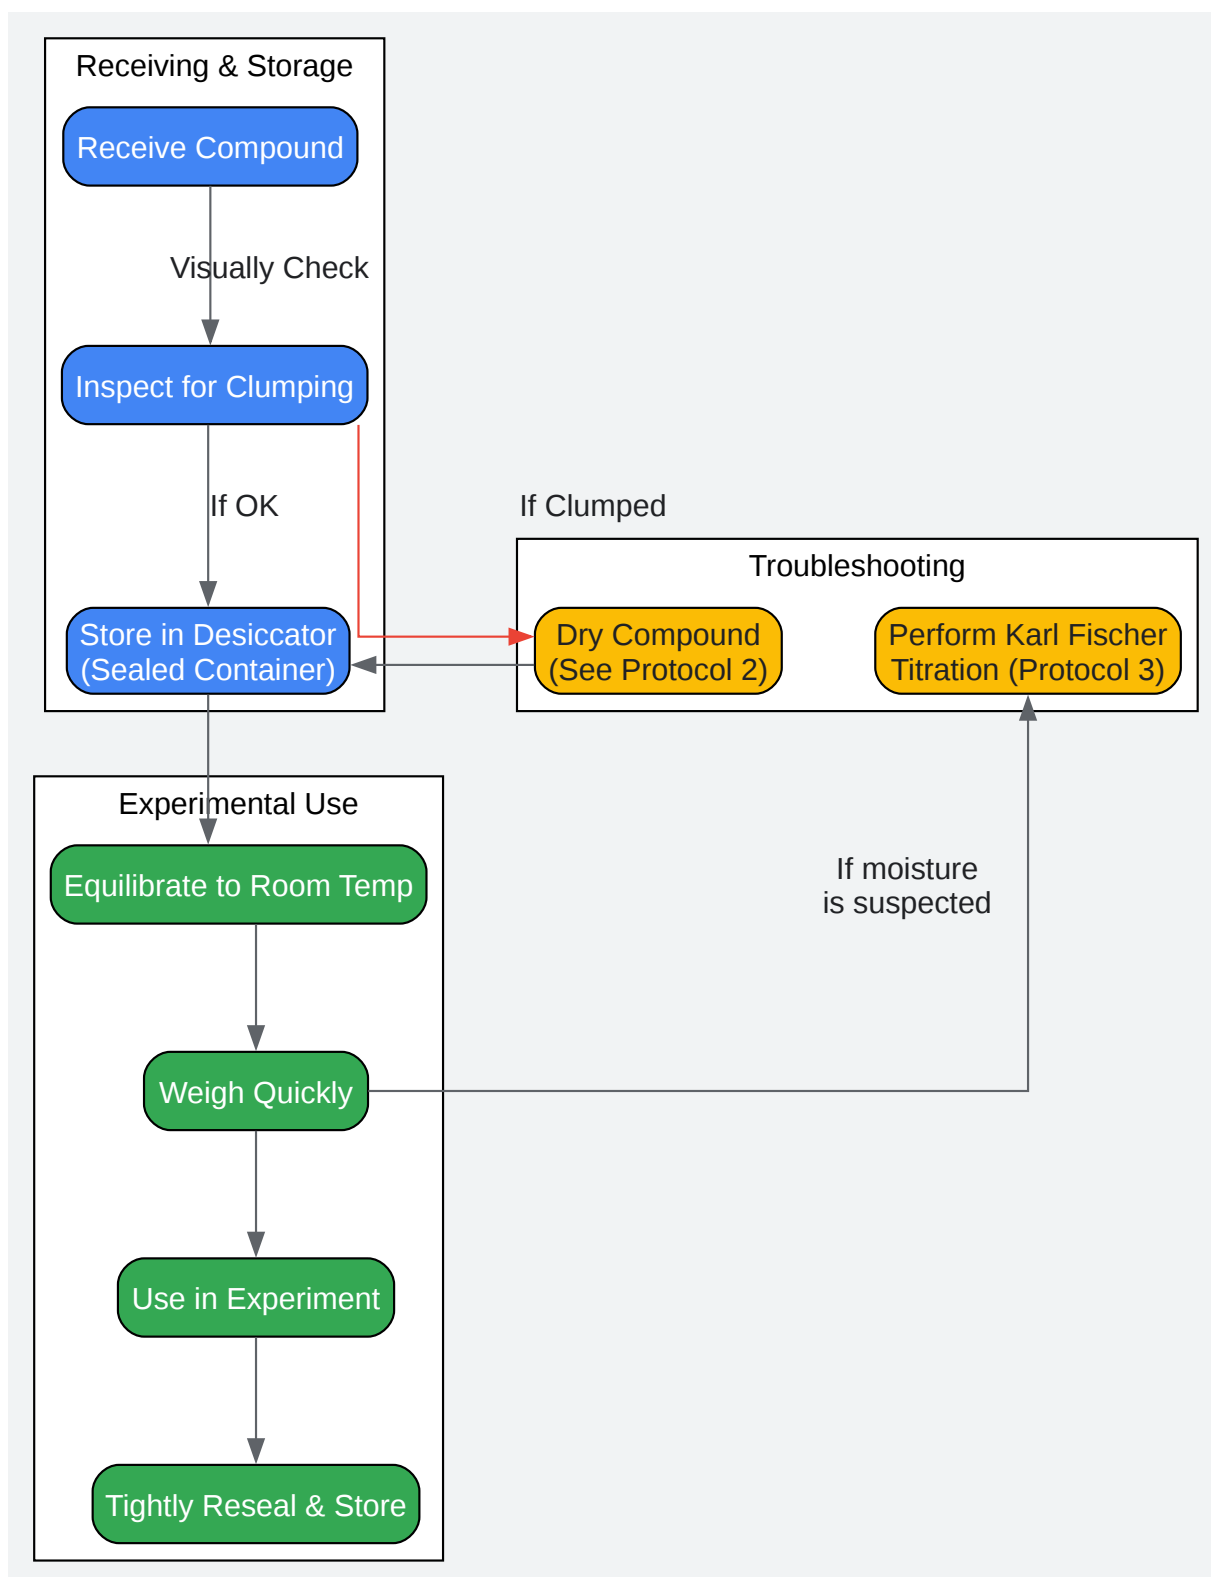 Receiving & Storage
Receive Compound
Visually Check
Inspect for Clumping
If OK
If Clumped
Store in Desiccator
(Sealed Container)
Troubleshooting
Dry Compound
(See Protocol 2)
Perform Karl Fischer
Titration (Protocol 3)
Experimental Use
Equilibrate to Room Temp
If moisture
is suspected
Weigh Quickly
Use in Experiment
Tightly Reseal & Store